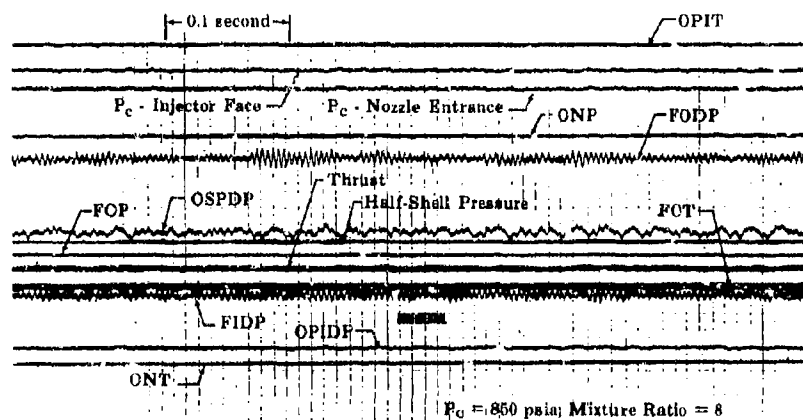 0.1 second
OPIT
Pc - Injector Face
Pc - Nozzle Entrance
ONP
FODP
Thrust
FOP
OSPDP
Half-Shell Pressure
FOT
FIDP
OPIDP
ONT
Pc = 850 psia; Mixture Ratio = 8